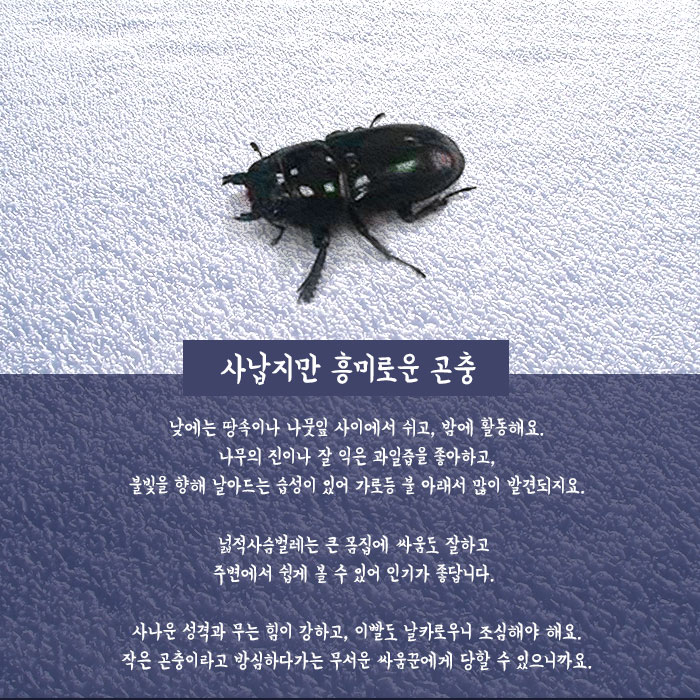 사납지만 흥미로운 곤충
낮에는 땅속이나 나뭇잎 사이에서 쉬고, 밤에 활동해요.
나무의 진이나 잘 익은 과일즙을 좋아하고,
불빛을 향해 날아드는 습성이 있어 가로등 불 아래서 많이 발견되지요.
넓적사슴벌레는 큰 몸집에 싸움도 잘하고
주변에서 쉽게 볼 수 있어 인기가 좋답니다.
사나운 성격과 무는 힘이 강하고, 이빨도 날카로우니 조심해야 해요.
작은 곤충이라고 방심하다가는 무서운 싸움꾼에게 당할 수 있으니까요.